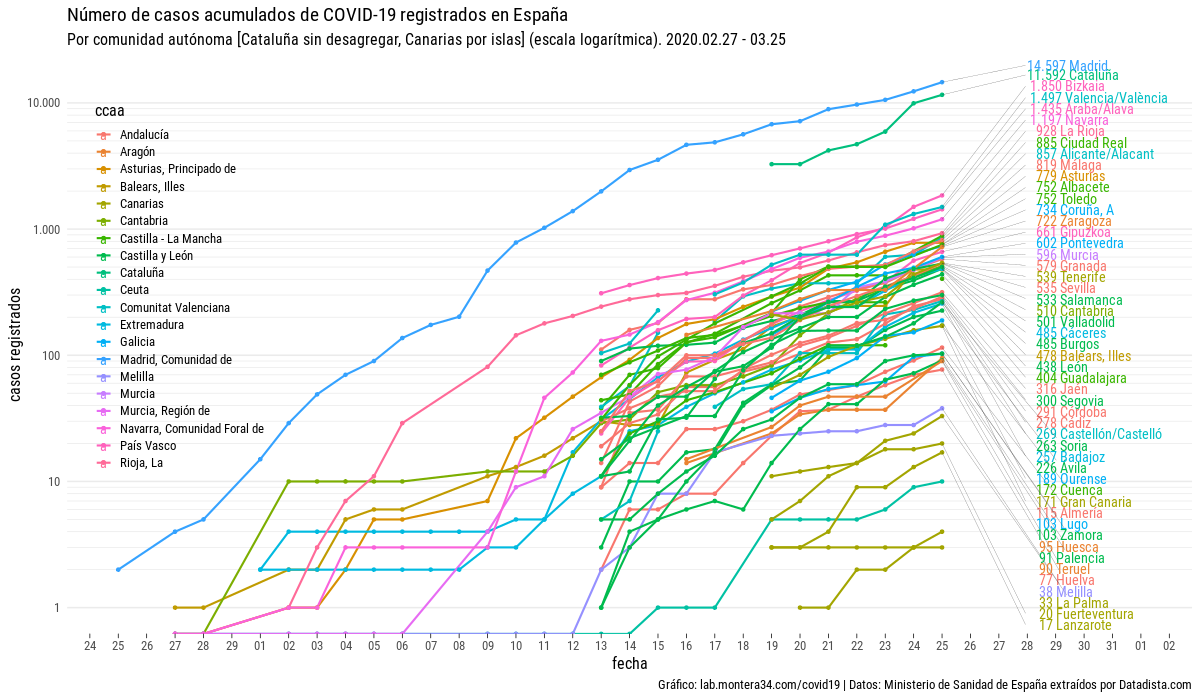 Número de casos acumulados de COVID-19 registrados en España
Por comunidad autónoma [Cataluña sin desagregar, Canarias por islas] (escala logarítmica). 2020.02.27 - 03.25
casos registrados
10.000
1.000
100
10
1
ccaa
Andalucía
Aragón
Asturias, Principado de
Balears, Illes
Canarias
Cantabria
Castilla - La Mancha
Castilla y León
Cataluña
Ceuta
Comunitat Valenciana
Extremadura
Galicia
Madrid, Comunidad de
Melilla
Murcia
Murcia, Región de
Navarra, Comunidad Foral de
País Vasco
Rioja, La
14.597 Madrid
11.592 Cataluña
1.850 Bizkaia
1.497 Valencia/València
1.435 Araba/Álava
1.197 Navarra
928 La Rioja
885 Ciudad Real
857 Alicante/Alacant
819 Málaga
779 Asturias
752 Albacete
752 Toledo
734 Coruña, A
722 Zaragoza
661 Gipuzkoa
602 Pontevedra
596 Murcia
579 Granada
539 Tenerife
535 Sevilla
533 Salamanca
510 Cantabria
501 Valladolid
485 Cáceres
485 Burgos
478 Balears, Illes
438 León
404 Guadalajara
316 Jaén
300 Segovia
291 Córdoba
278 Cádiz
269 Castellón/Castelló
263 Soria
257 Badajoz
226 Ávila
189 Ourense
172 Cuenca
171 Gran Canaria
115 Almería
103 Lugo
103 Zamora
95 Huesca
91 Palencia
90 Teruel
77 Huelva
38 Melilla
33 La Palma
20 Fuerteventura
17 Lanzarote
24 25 26 27 28 29 01 02 03 04 05 06 07 08 09 10 11 12 13 14 15 16 17 18 19 20 21 22 23 24 25 26 27 28 29 30 31 01 02
fecha
Gráfico: lab.montera34.com/covid19 | Datos: Ministerio de Sanidad de España extraídos por Datadista.com